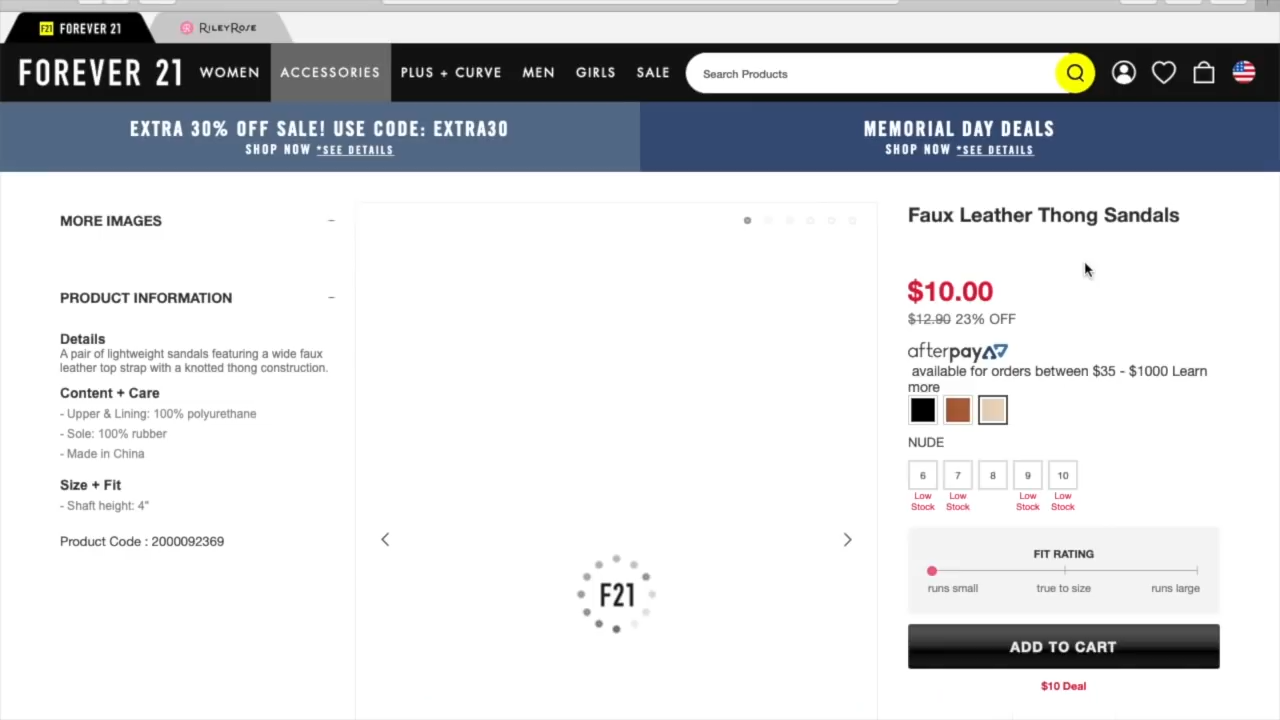 F21 FOREVER 21
RILEYROSE
FOREVER 21
WOMEN
ACCESSORIES
PLUS + CURVE
MEN
GIRLS
SALE
Search Products
EXTRA 30% OFF SALE! USE CODE: EXTRA30
SHOP NOW *SEE DETAILS
MEMORIAL DAY DEALS
SHOP NOW *SEE DETAILS
MORE IMAGES
PRODUCT INFORMATION
Details
A pair of lightweight sandals featuring a wide faux
leather top strap with a knotted thong construction.
Content + Care
- Upper & Lining: 100% polyurethane
- Sole: 100% rubber
- Made in China
Size + Fit
- Shaft height: 4"
Product Code : 2000092369
F21
Faux Leather Thong Sandals
$10.00
$12.90 23% OFF
afterpay
available for orders between $35 - $1000 Learn
more
NUDE
6 7 8 9 10
Low Low Low Low
Stock Stock Stock Stock
FIT RATING
runs small true to size runs large
ADD TO CART
$10 Deal